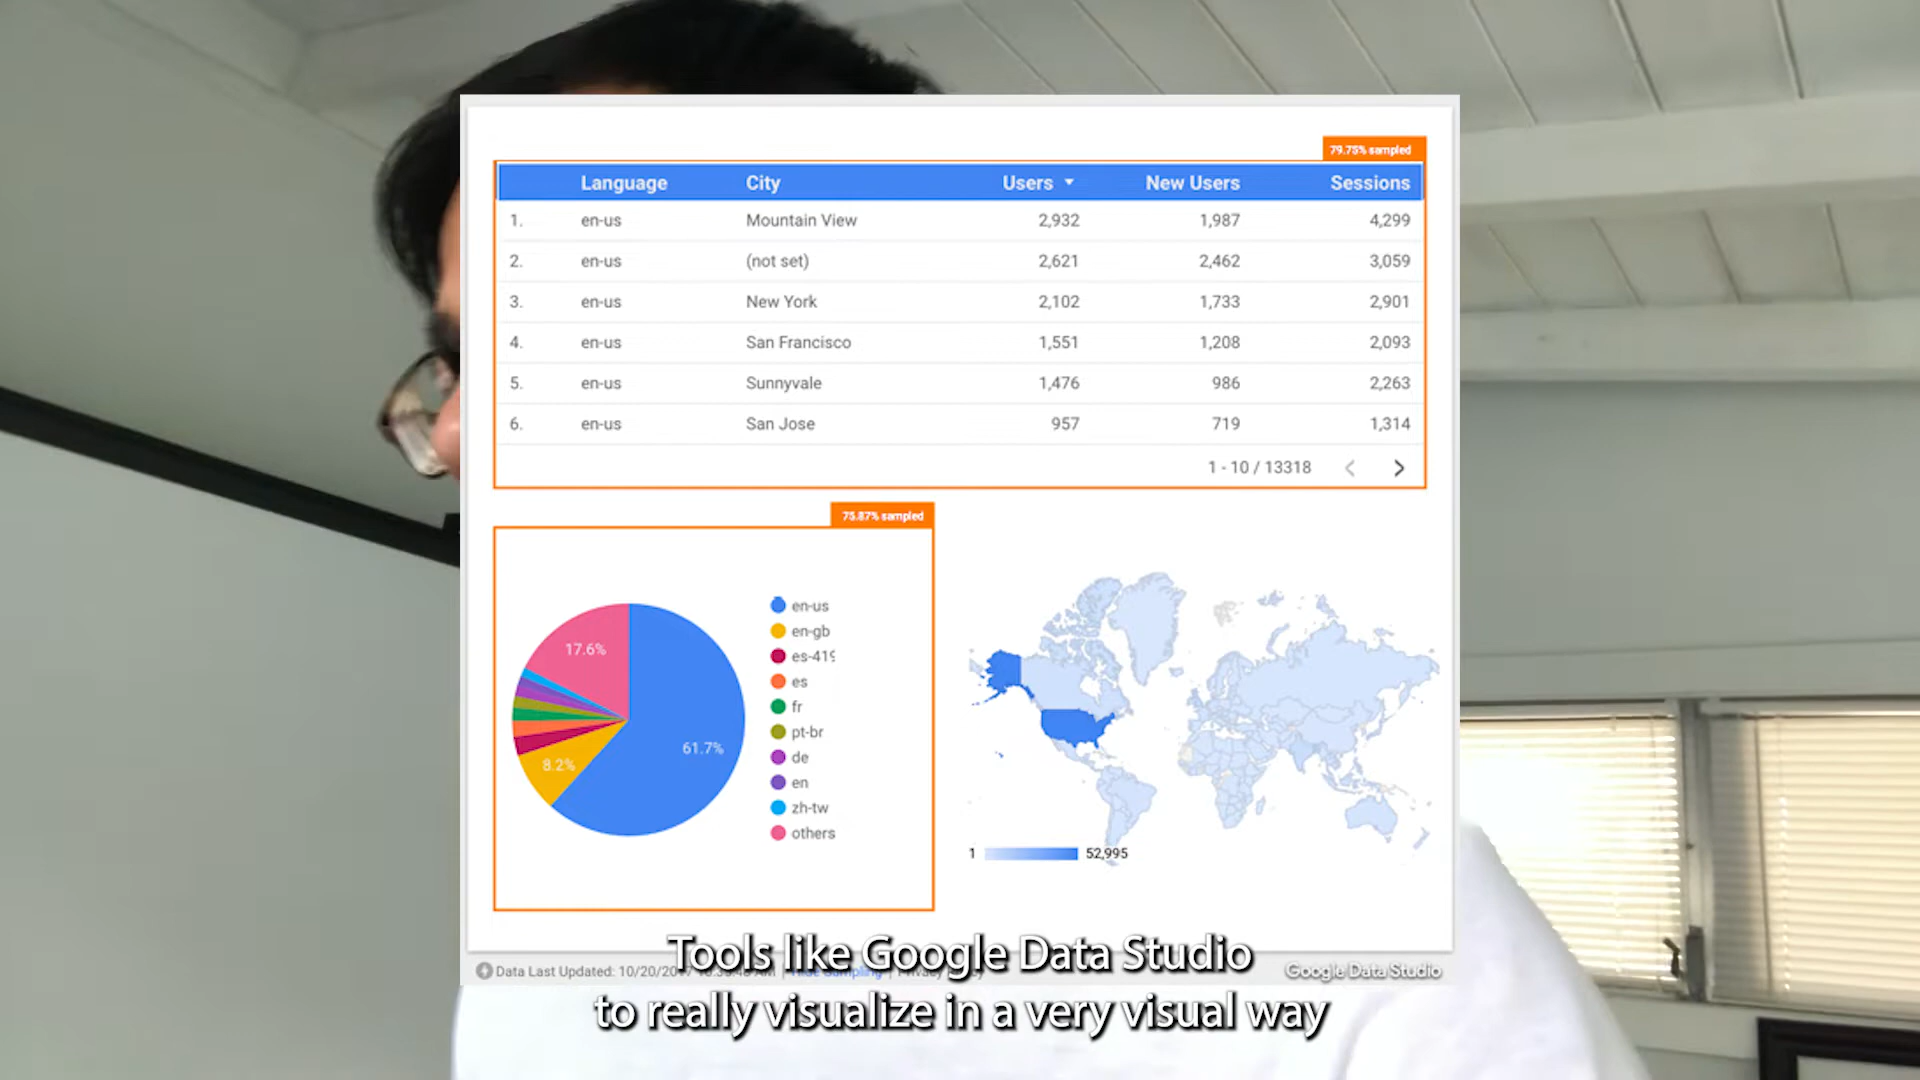 79.75% sampled
Language City Users New Users Sessions
1. en-us Mountain View 2,932 1,987 4,299
2. en-us (not set) 2,621 2,462 3,059
3. en-us New York 2,102 1,733 2,901
4. en-us San Francisco 1,551 1,208 2,093
5. en-us Sunnyvale 1,476 986 2,263
6. en-us San Jose 957 719 1,314
1 - 10 / 13318
75.87% sampled
17.6%
61.7%
8.2%
en-us
en-gb
es-419
es
fr
pt-br
de
en
zh-tw
others
1 52,995
Data Last Updated: Google Data Studio
Tools like Google Data Studio
to really visualize in a very visual way